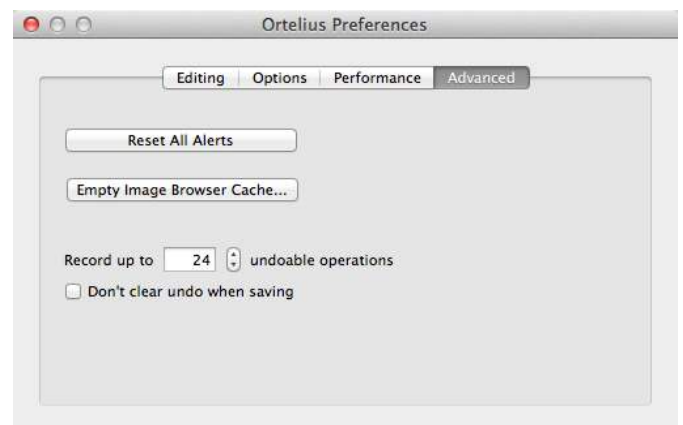 Ortelius Preferences
Editing Options Performance Advanced
Reset All Alerts
Empty Image Browser Cache...
Record up to 24 undoable operations
Don't clear undo when saving